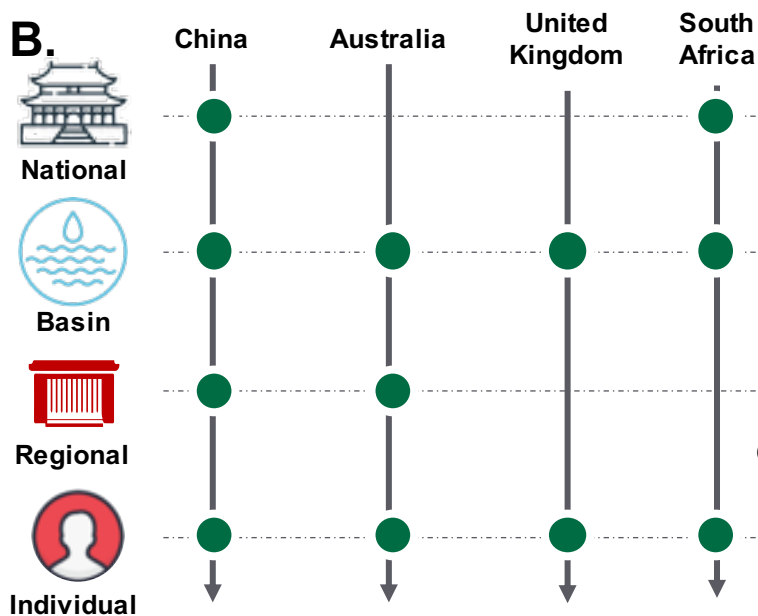 B.
China
Australia
United
Kingdom
South
Africa
National
Basin
Regional
Individual